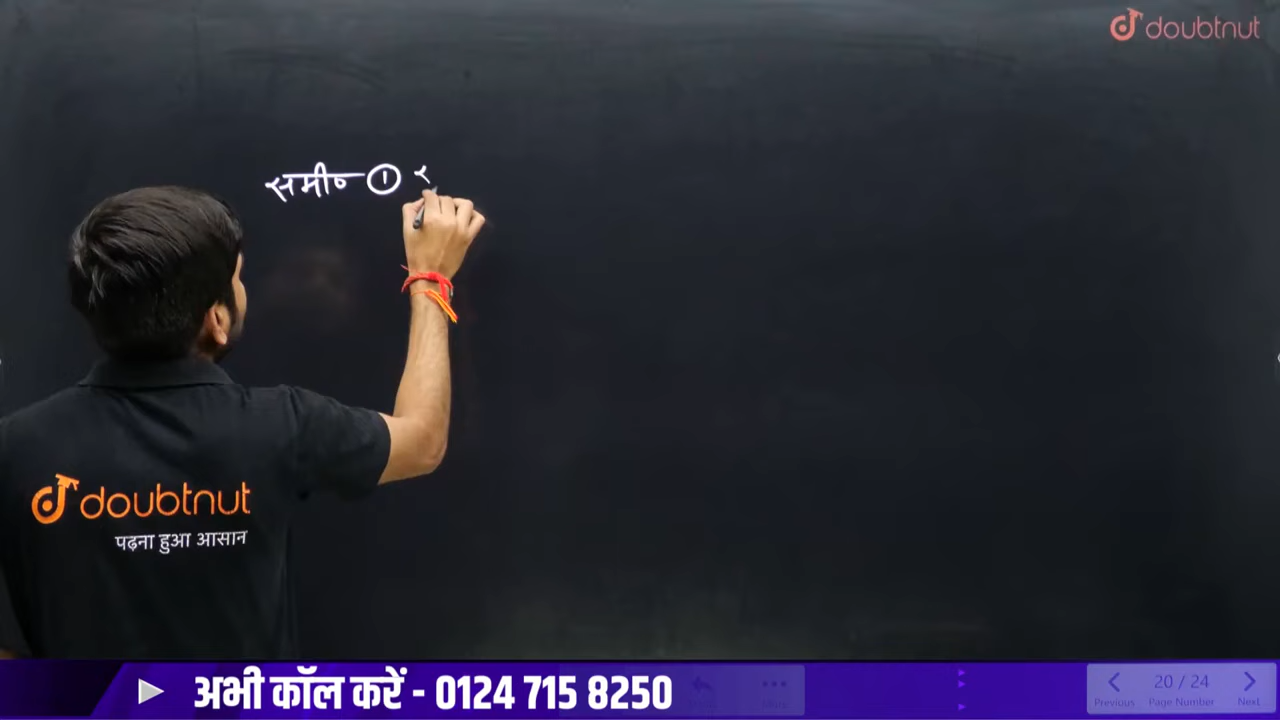 doubtnut
समी० ①
doubtnut
पढ़ना हुआ आसान
अभी कॉल करें - 0124 715 8250
20 / 24
Previous Page Number Next